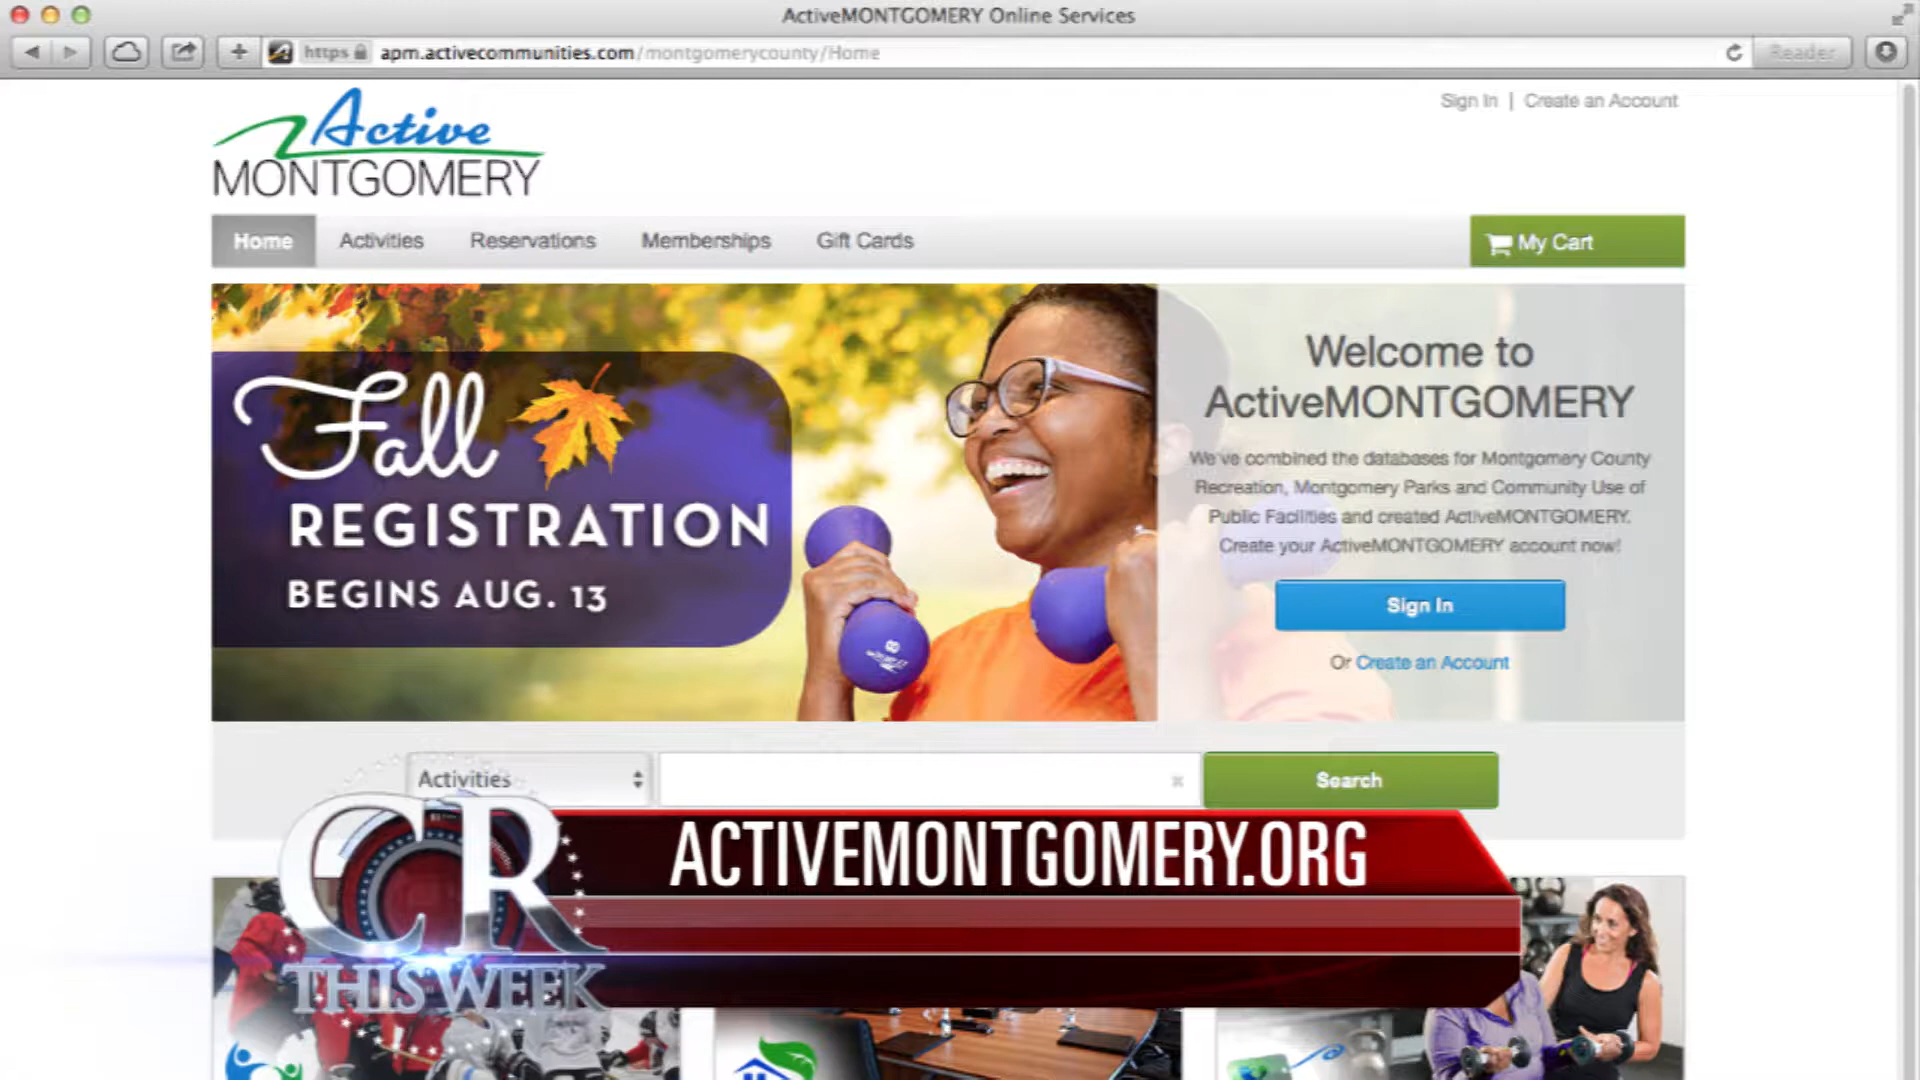 ActiveMONTGOMERY Online Services
https apm.activecommunities.com/montgomerycounty/Home
Reader
Sign In | Create an Account
Active
MONTGOMERY
Home Activities Reservations Memberships Gift Cards My Cart
Fall
REGISTRATION
BEGINS AUG. 13
8
Welcome to
ActiveMONTGOMERY
We've combined the databases for Montgomery County
Recreation, Montgomery Parks and Community Use of
Public Facilities and created ActiveMONTGOMERY.
Create your ActiveMONTGOMERY account now!
Sign In
Or Create an Account
Activities Search
ACTIVEMONTGOMERY.ORG
CR
THIS WEEK